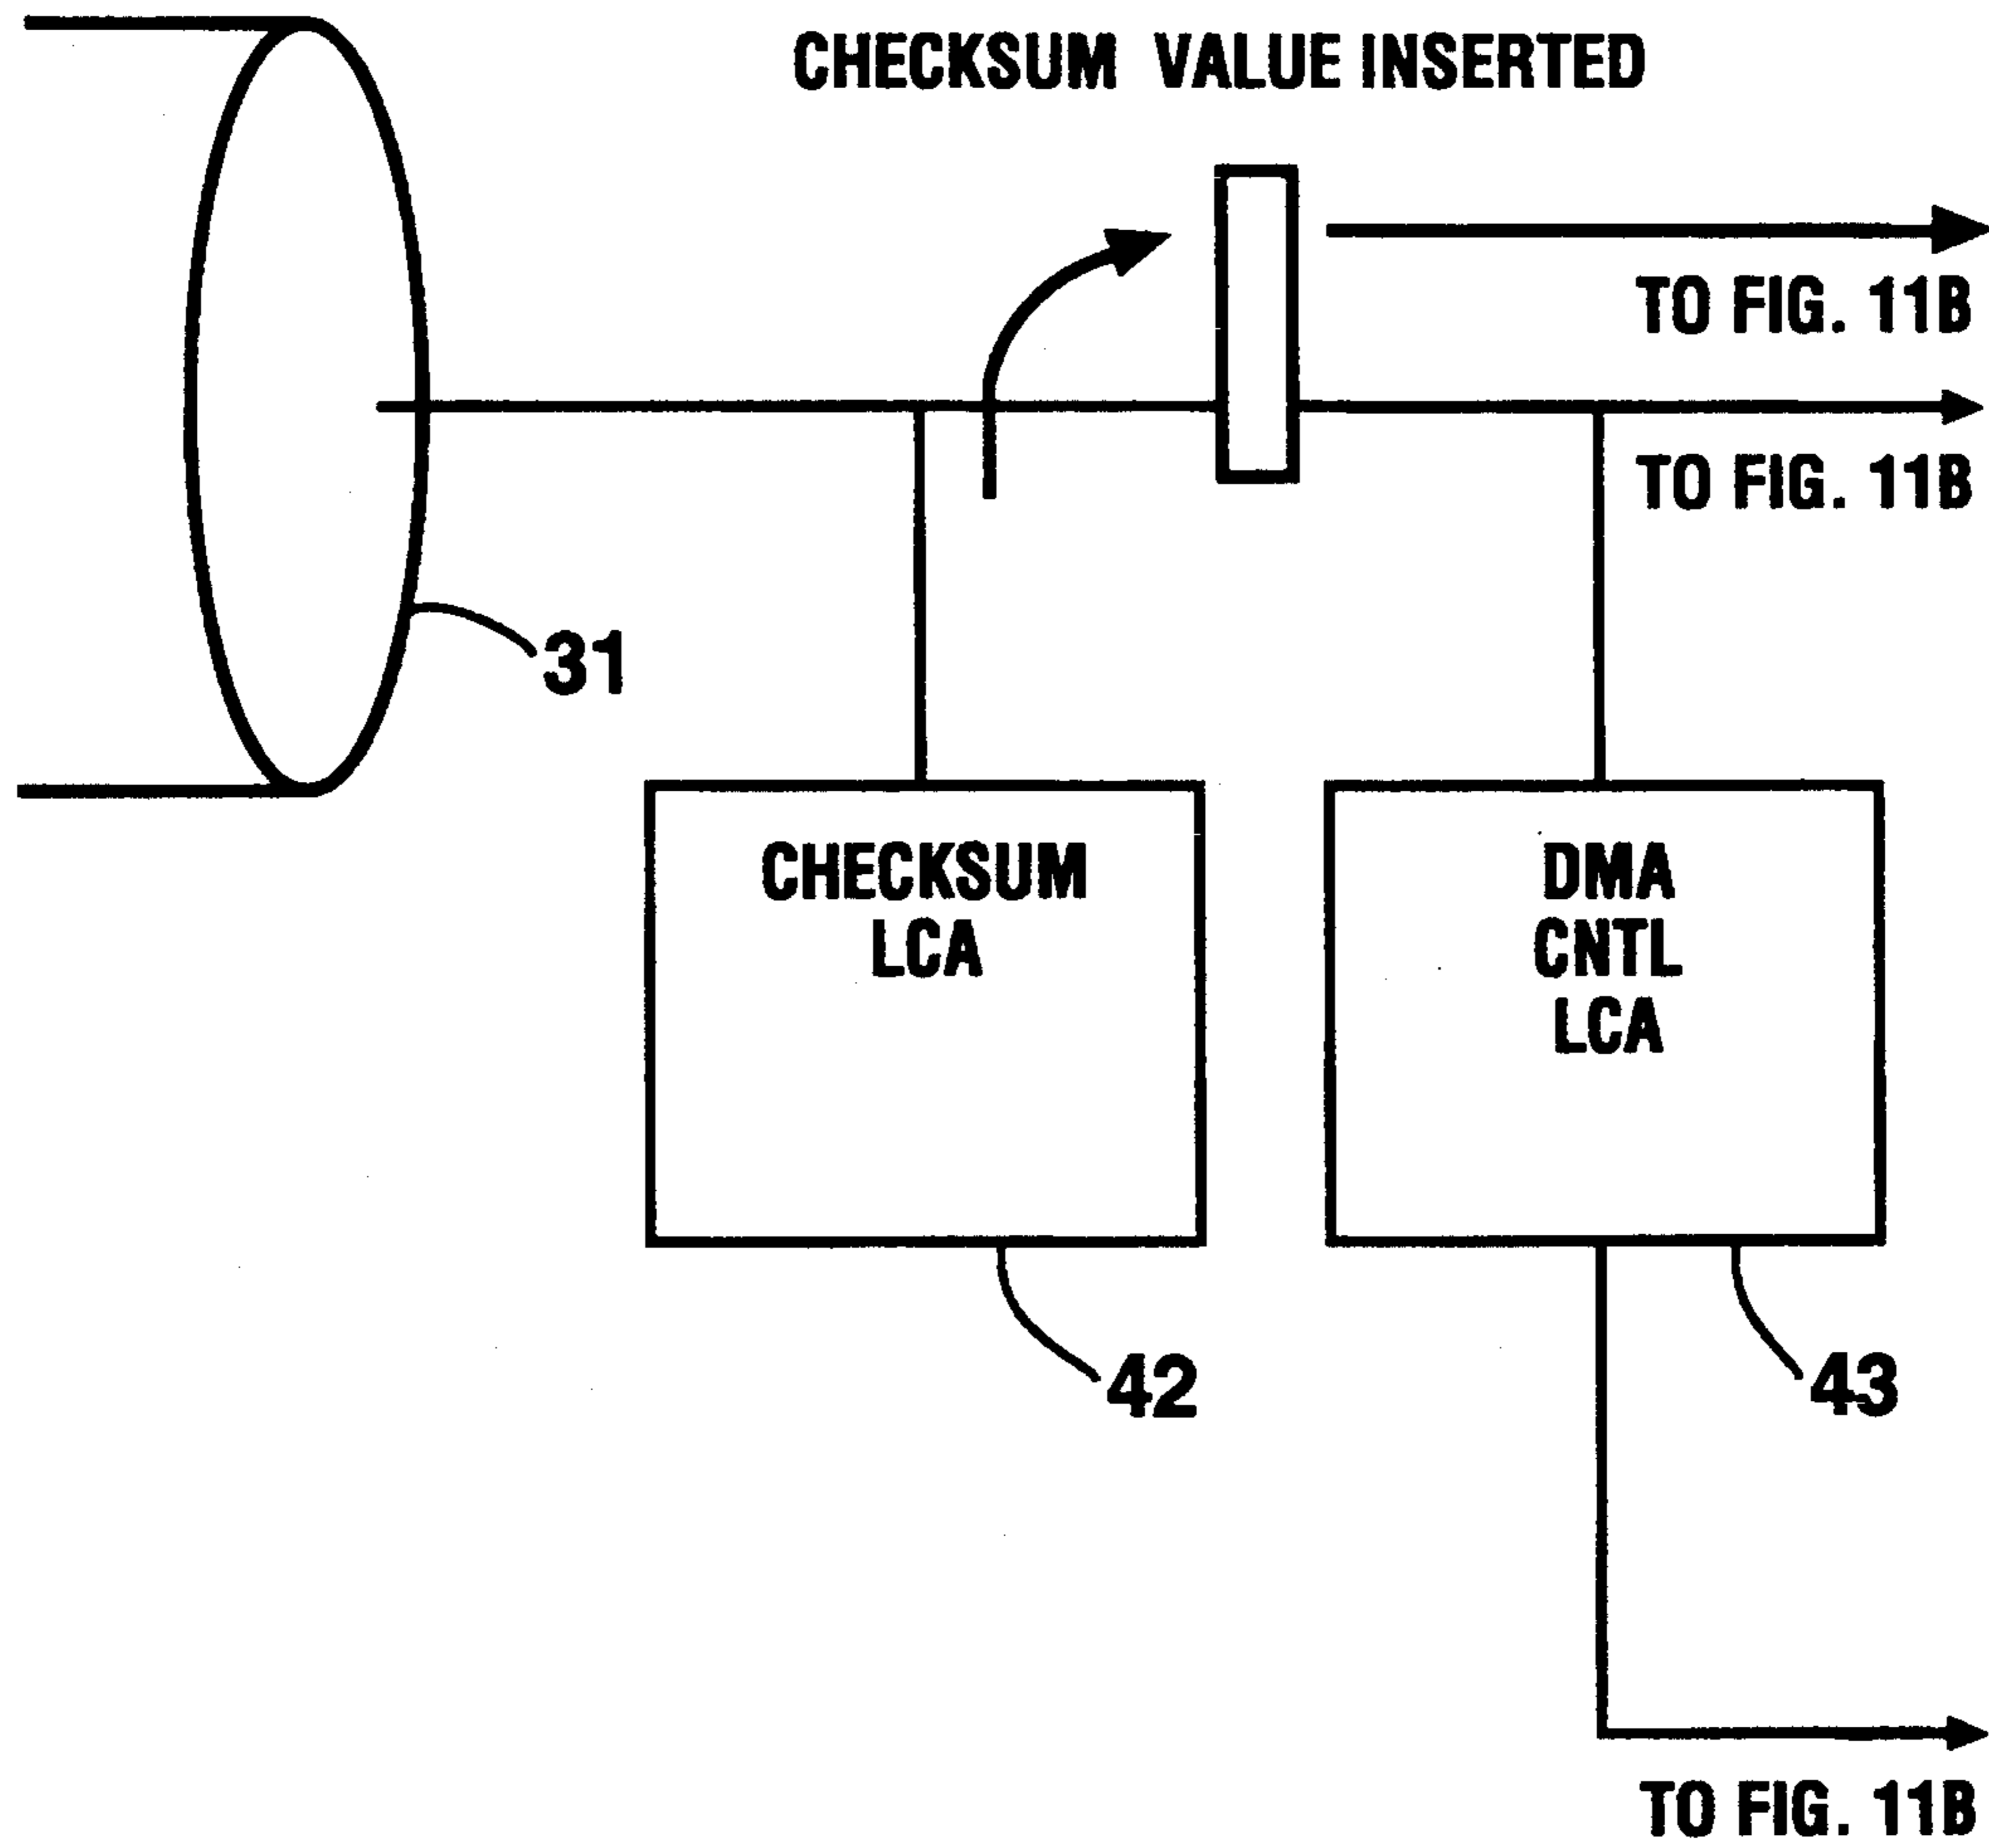 CHECKSUM VALUE INSERTED
TO FIG. 11B
TO FIG. 11B
31
CHECKSUM
LCA
DMA
CNTL
LCA
42
43
TO FIG. 11B